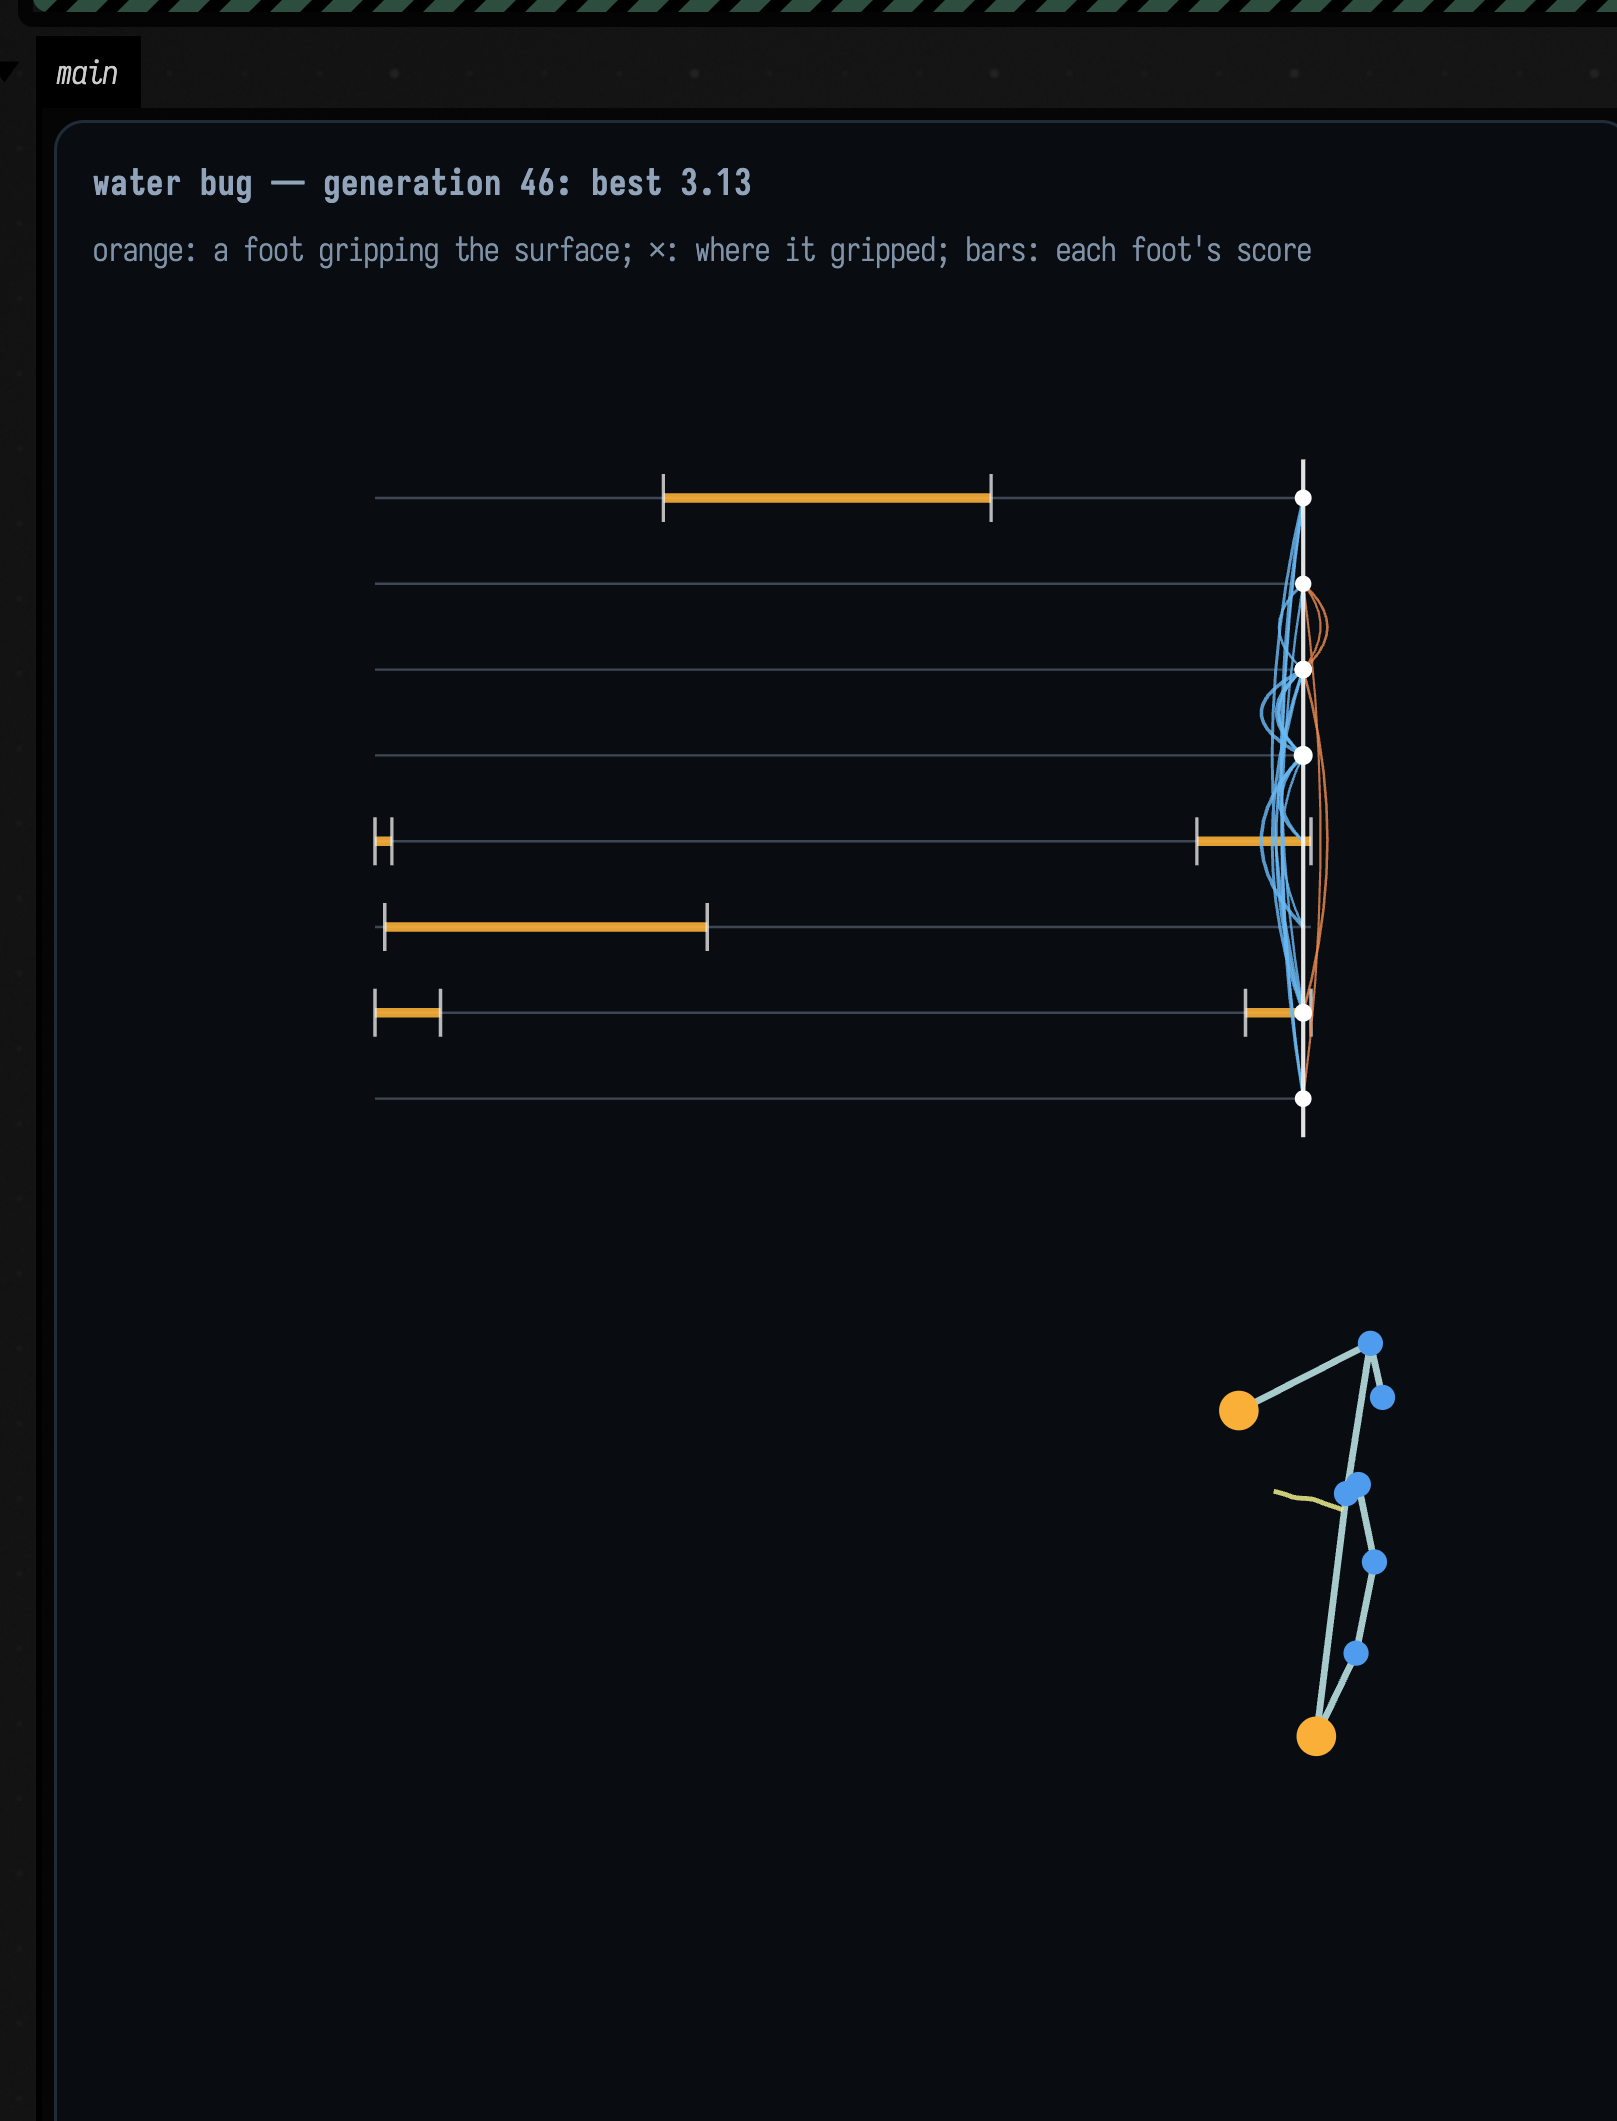 main
water bug — generation 46: best 3.13
orange: a foot gripping the surface; ×: where it gripped; bars: each foot's score